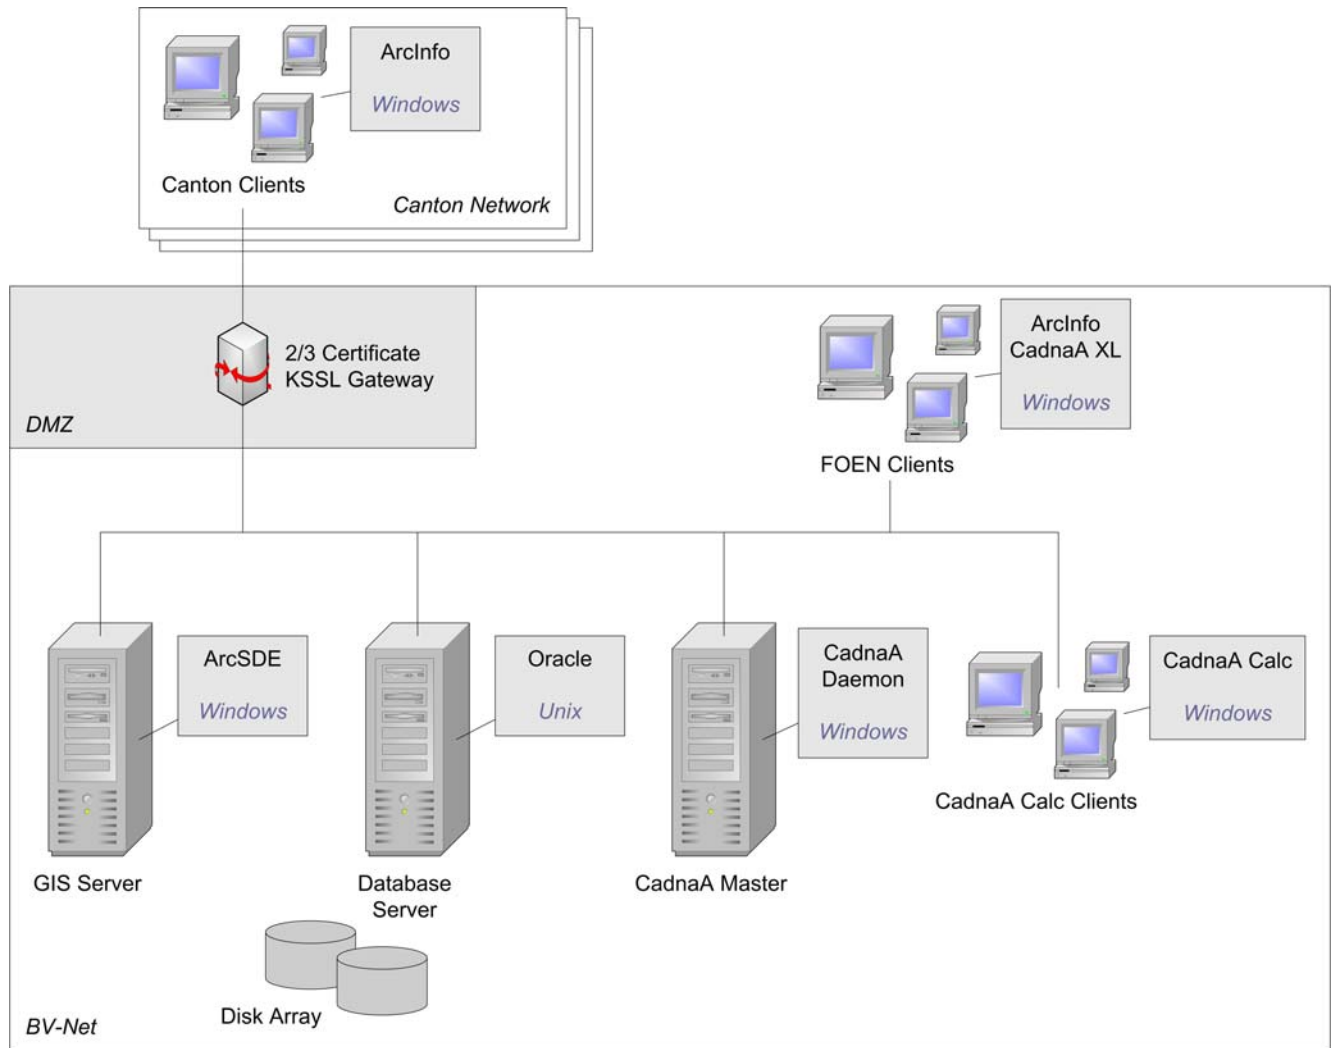 ArcInfo
Windows
Canton Clients
Canton Network
2/3 Certificate
KSSL Gateway
DMZ
ArcInfo
CadnaA XL
Windows
FOEN Clients
ArcSDE
Windows
GIS Server
Oracle
Unix
Database
Server
CadnaA
Daemon
Windows
CadnaA Master
CadnaA Calc
Windows
CadnaA Calc Clients
Disk Array
BV-Net